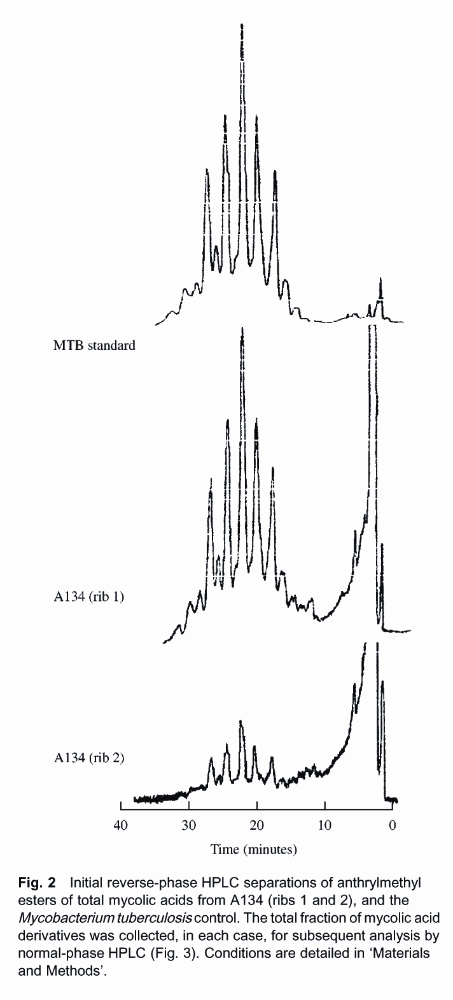 MTB standard
A134 (rib 1)
A134 (rib 2)
40 30 20 10 0
Time (minutes)
Fig. 2 Initial reverse-phase HPLC separations of anthrylmethyl
esters of total mycolic acids from A134 (ribs 1 and 2), and the
Mycobacterium tuberculosis control. The total fraction of mycolic acid
derivatives was collected, in each case, for subsequent analysis by
normal-phase HPLC (Fig. 3). Conditions are detailed in ‘Materials
and Methods’.